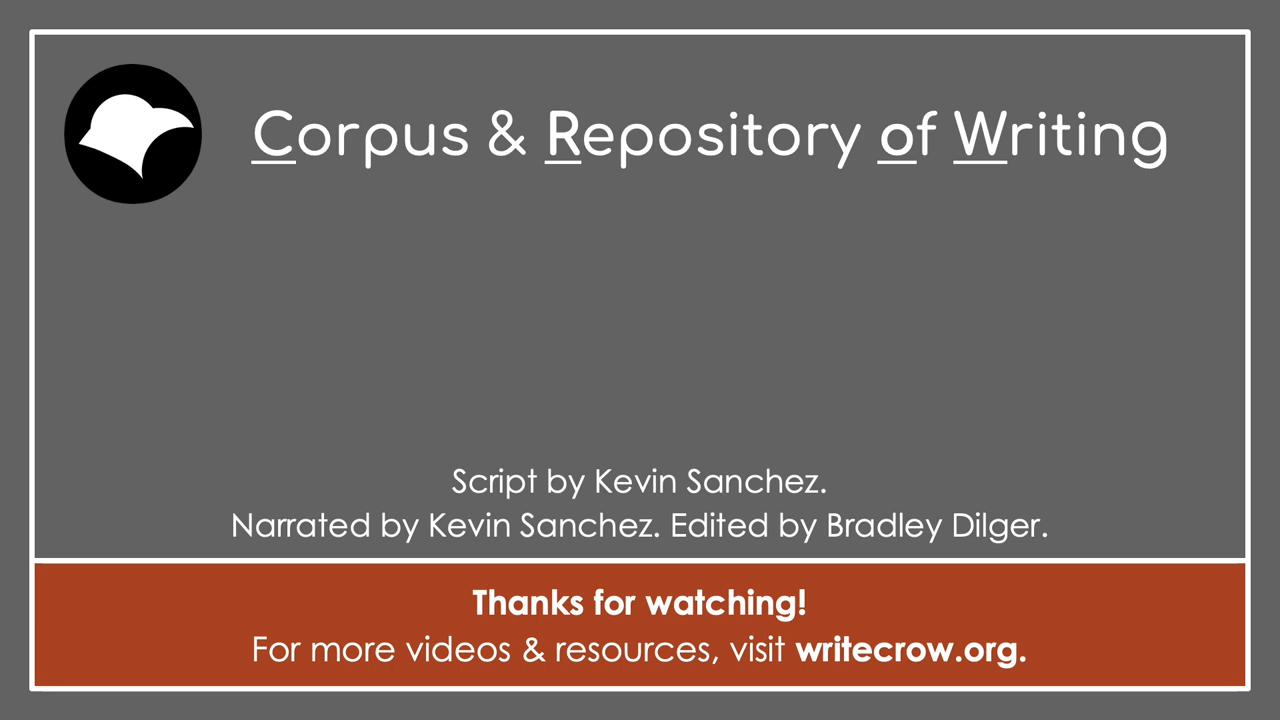 Corpus & Repository of Writing
Script by Kevin Sanchez.
Narrated by Kevin Sanchez. Edited by Bradley Dilger.
Thanks for watching!
For more videos & resources, visit writecrow.org.